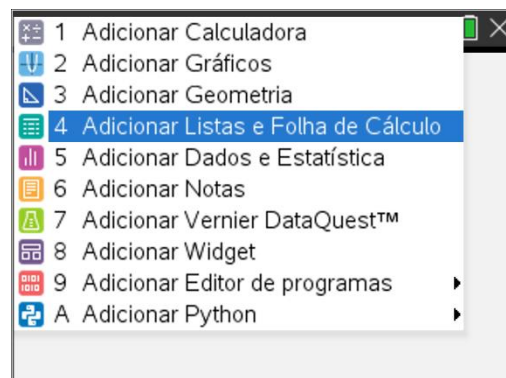 1 Adicionar Calculadora
2 Adicionar Gráficos
3 Adicionar Geometria
4 Adicionar Listas e Folha de Cálculo
5 Adicionar Dados e Estatística
6 Adicionar Notas
7 Adicionar Vernier DataQuest™
8 Adicionar Widget
9 Adicionar Editor de programas
A Adicionar Python